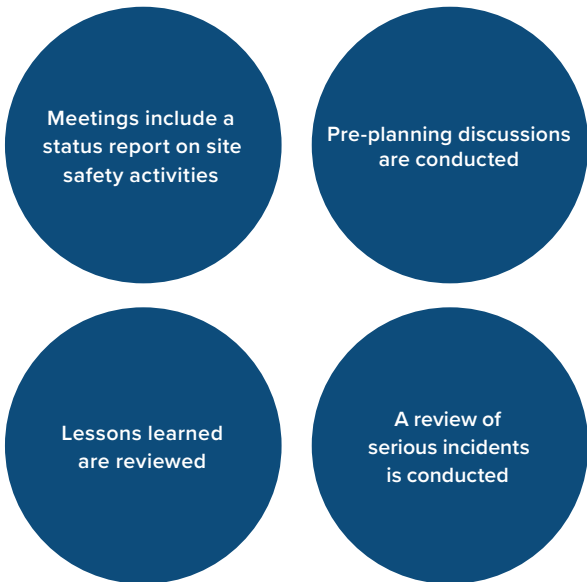 Meetings include a
status report on site
safety activities
Pre-planning discussions
are conducted
Lessons learned
are reviewed
A review of
serious incidents
is conducted